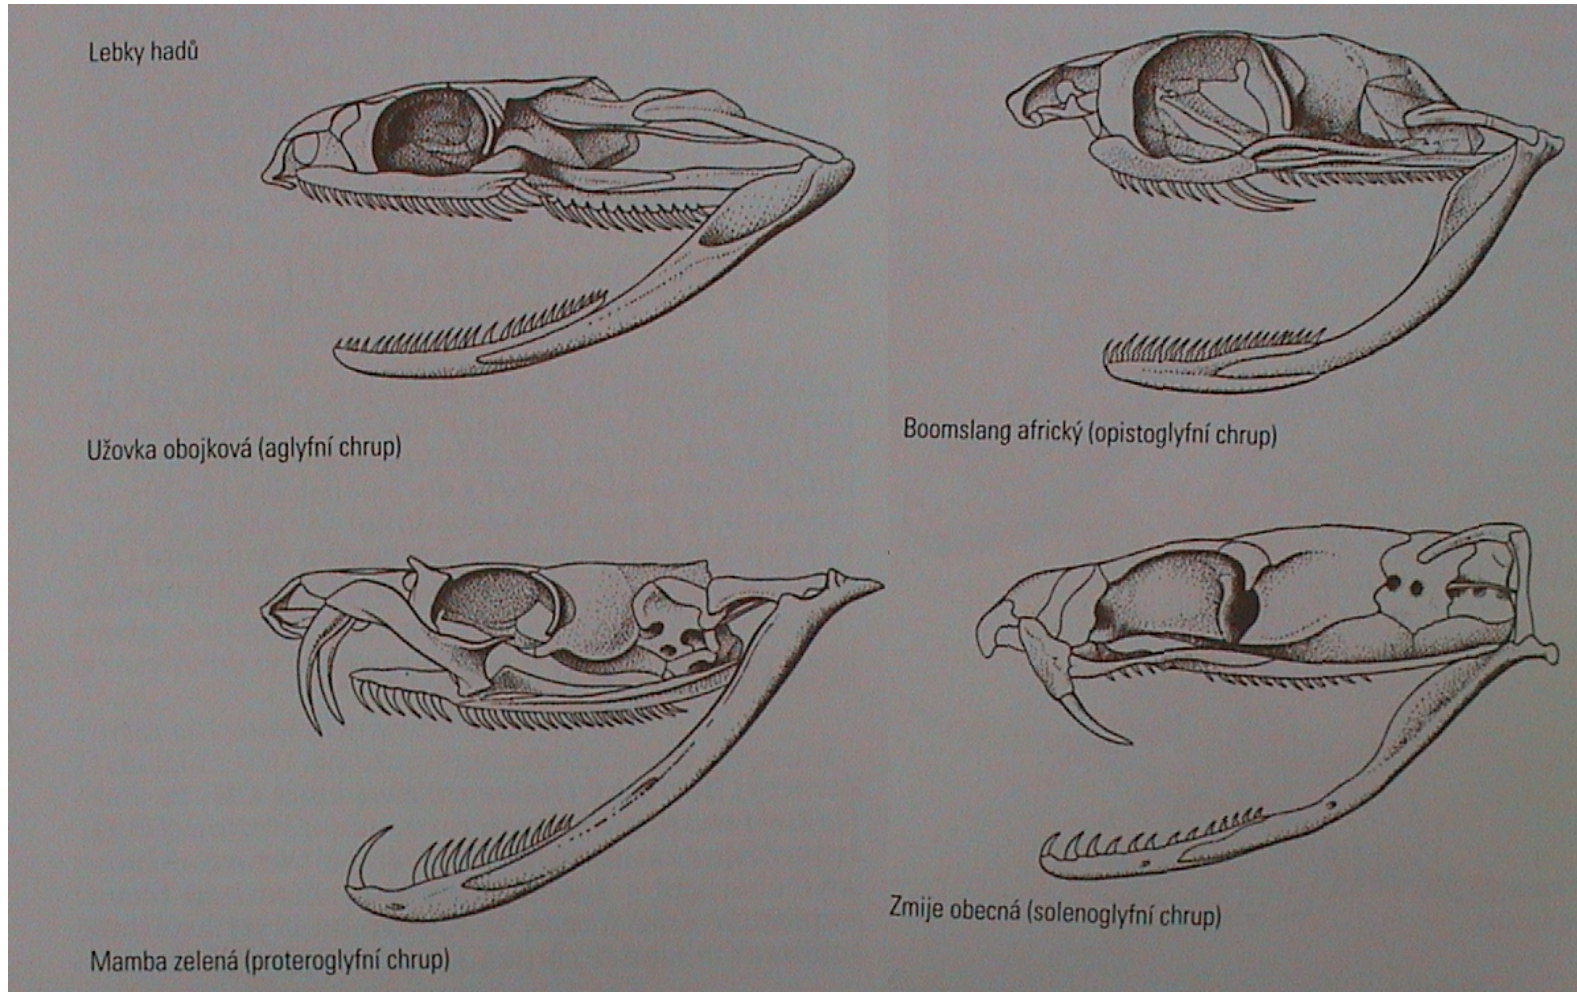 Lebky hadů
Užovka obojková (aglyfní chrup)
Boomslang africký (opistoglyfní chrup)
Mamba zelená (proteroglyfní chrup)
Zmije obecná (solenoglyfní chrup)